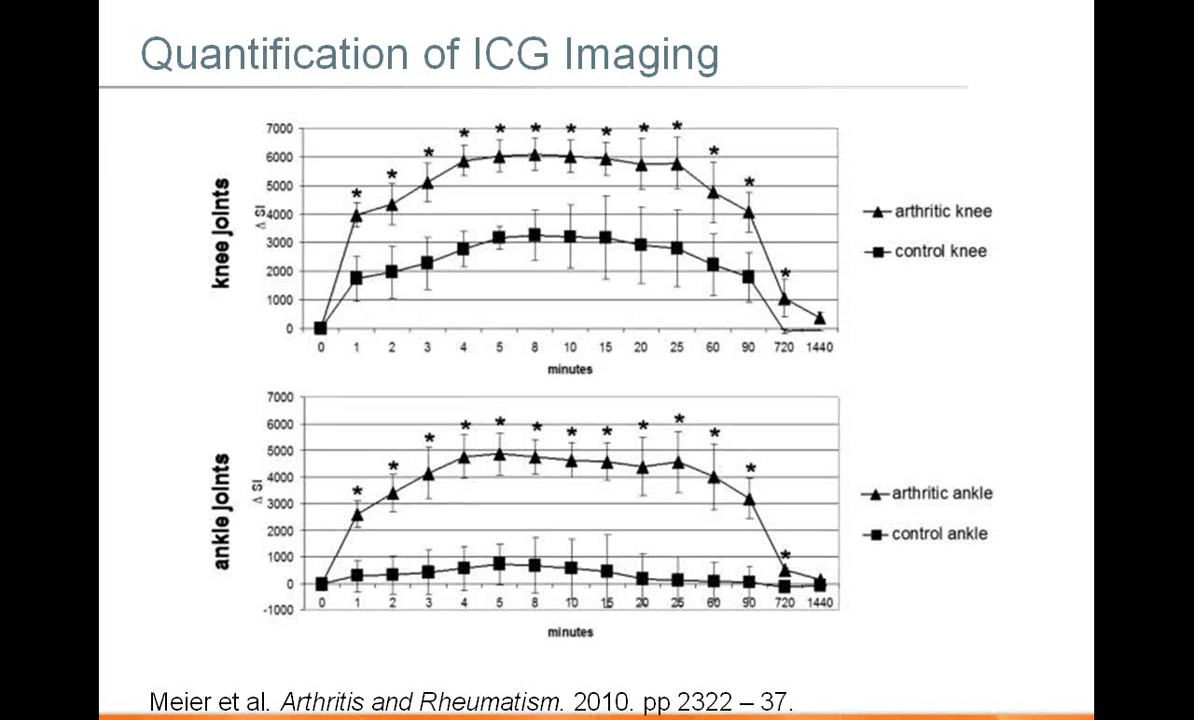 Quantification of ICG Imaging
knee joints
Δ SI
7000
6000
5000
4000
3000
2000
1000
0
0 1 2 3 4 5 8 10 15 20 25 60 90 720 1440
minutes
* * * * * * * * * * * * *
arthritic knee
control knee
ankle joints
Δ SI
7000
6000
5000
4000
3000
2000
1000
0
-1000
0 1 2 3 4 5 8 10 15 20 25 60 90 720 1440
minutes
* * * * * * * * * * * * *
arthritic ankle
control ankle
Meier et al. Arthritis and Rheumatism. 2010. pp 2322 – 37.